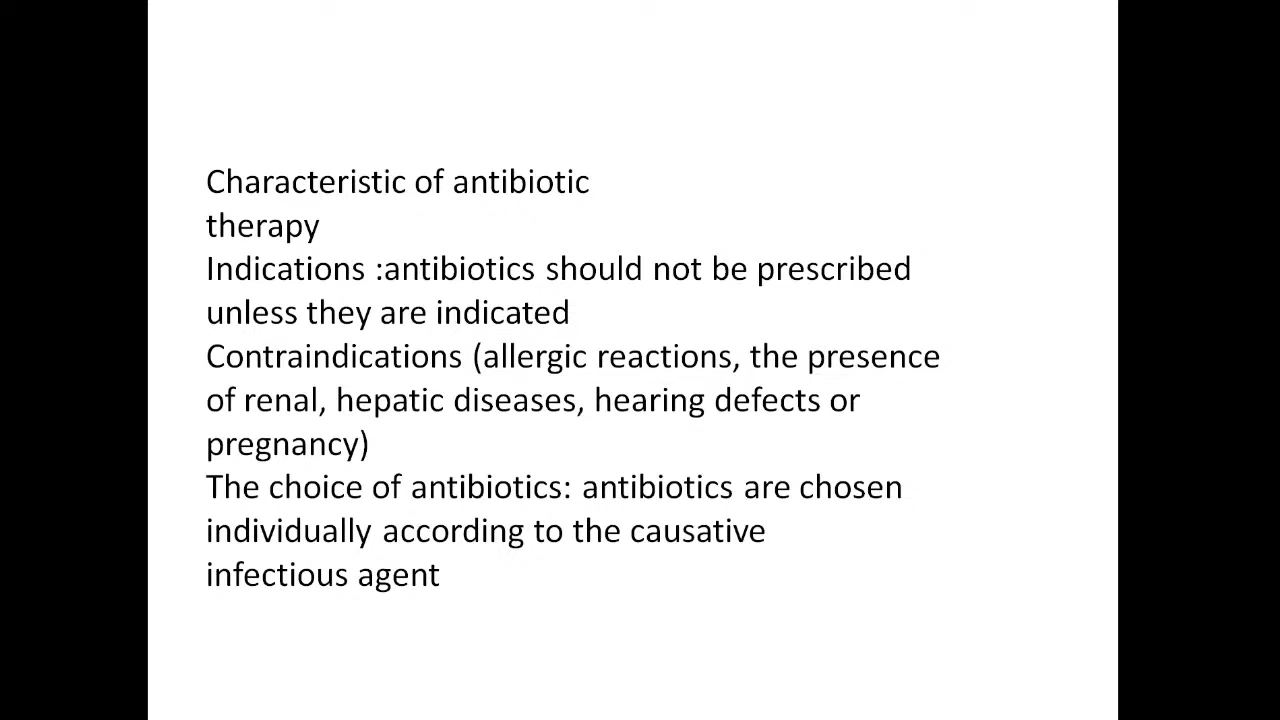 Characteristic of antibiotic
therapy
Indications :antibiotics should not be prescribed
unless they are indicated
Contraindications (allergic reactions, the presence
of renal, hepatic diseases, hearing defects or
pregnancy)
The choice of antibiotics: antibiotics are chosen
individually according to the causative
infectious agent